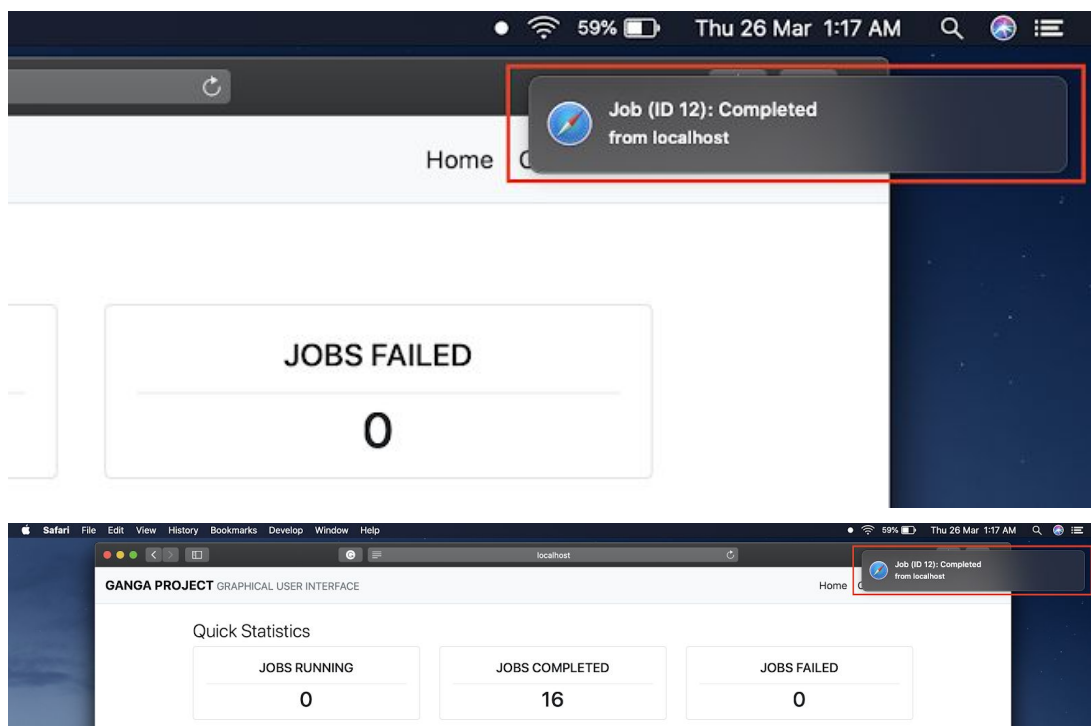 59% Thu 26 Mar 1:17 AM
Job (ID 12): Completed
from localhost
Home
JOBS FAILED
0
Safari File Edit View History Bookmarks Develop Window Help 59% Thu 26 Mar 1:17 AM
localhost
Job (ID 12): Completed
from localhost
GANGA PROJECT GRAPHICAL USER INTERFACE Home
Quick Statistics
JOBS RUNNING JOBS COMPLETED JOBS FAILED
0 16 0